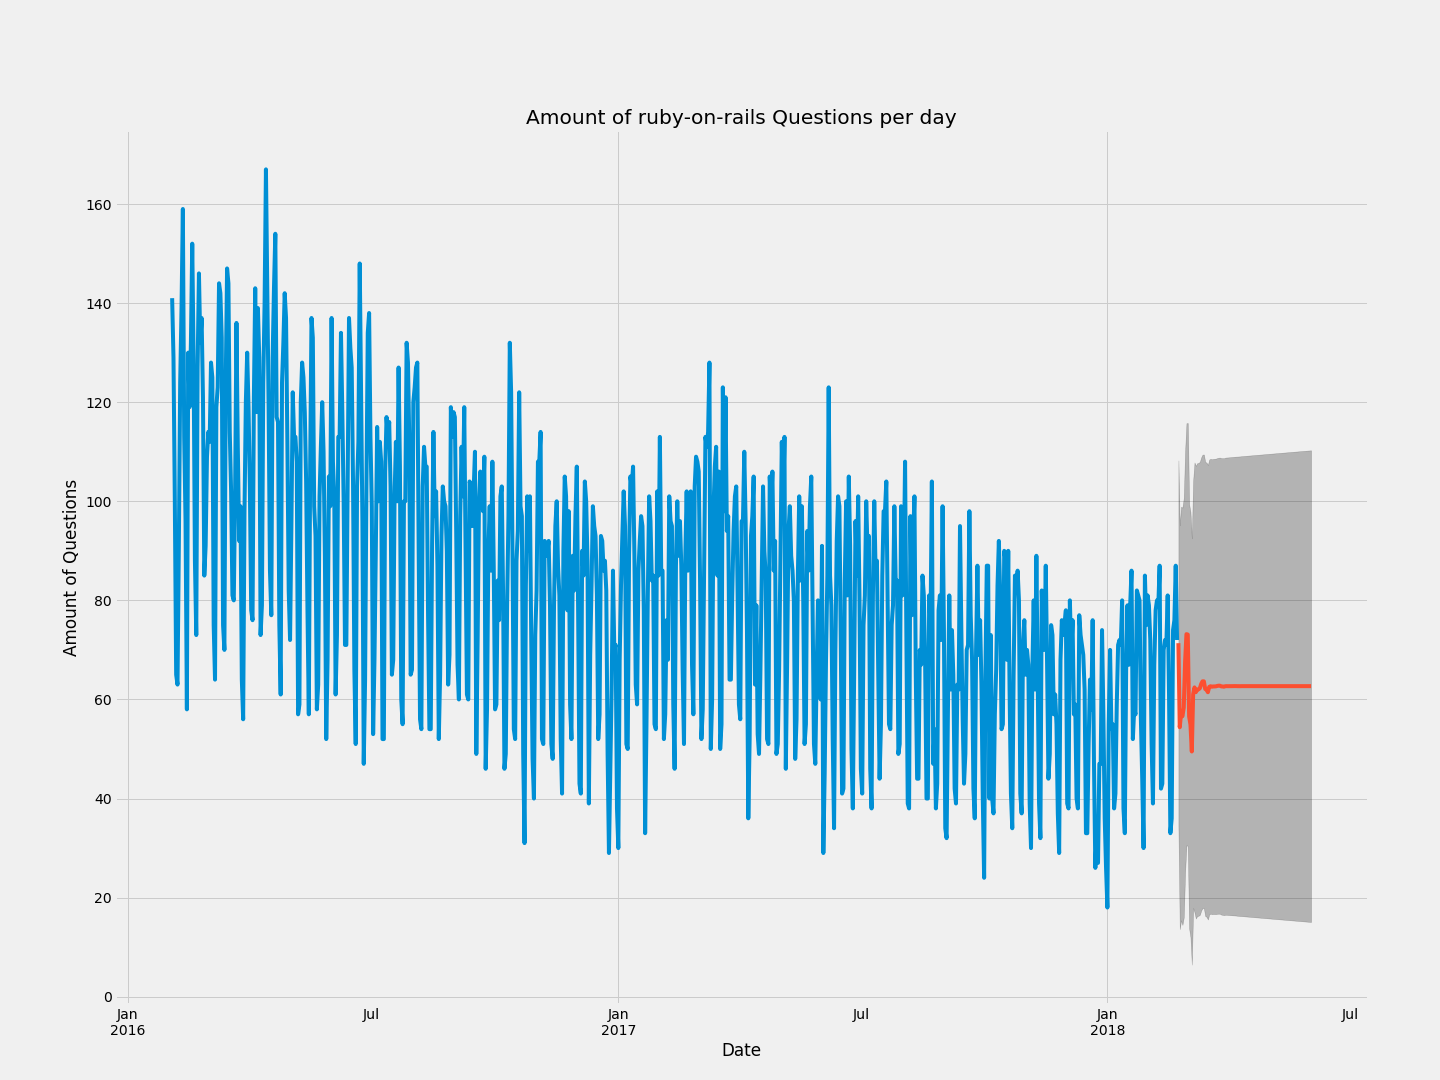 Amount of ruby-on-rails Questions per day
Amount of Questions
160
140
120
100
80
60
40
20
0
Jan
2016
Jul
Jan
2017
Jul
Jan
2018
Jul
Date